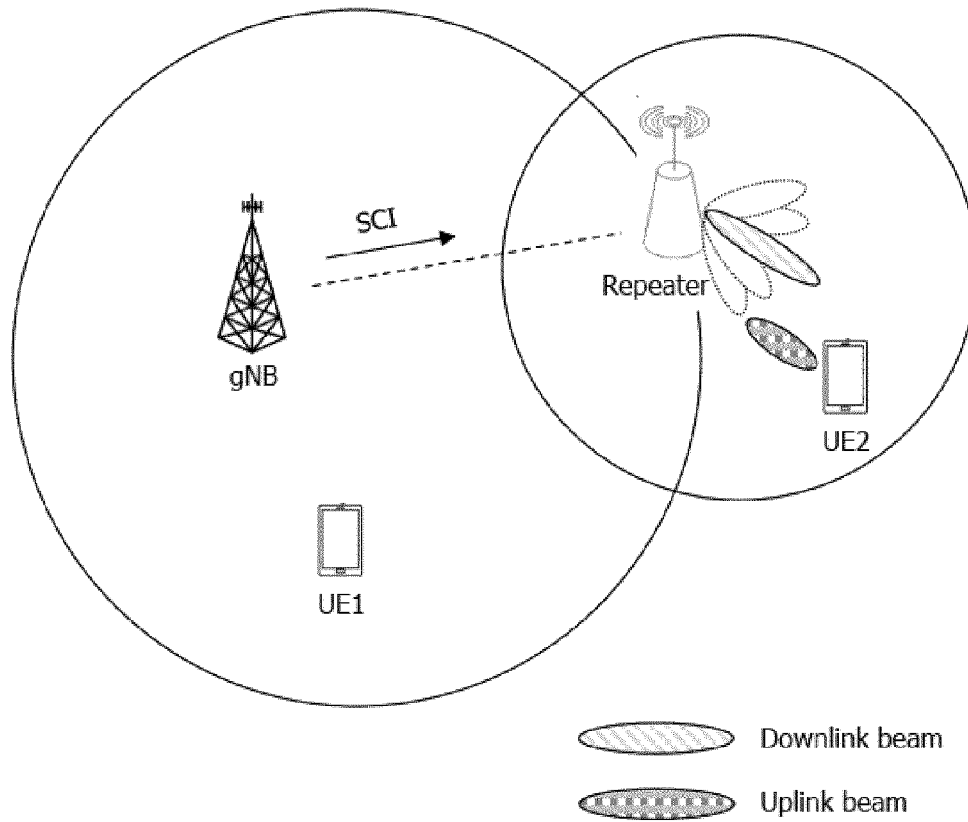 SCI
Repeater
gNB
UE2
UE1
Downlink beam
Uplink beam